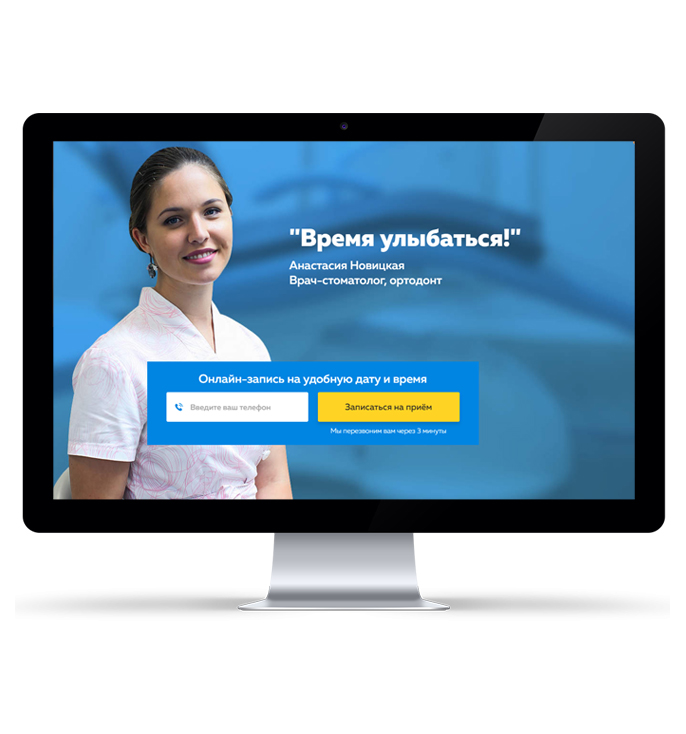 "Время улыбаться!"
Анастасия Новицкая
Врач-стоматолог, ортодонт
Онлайн-запись на удобную дату и время
Введите ваш телефон
Записаться на приём
Мы перезвоним вам через 3 минуты